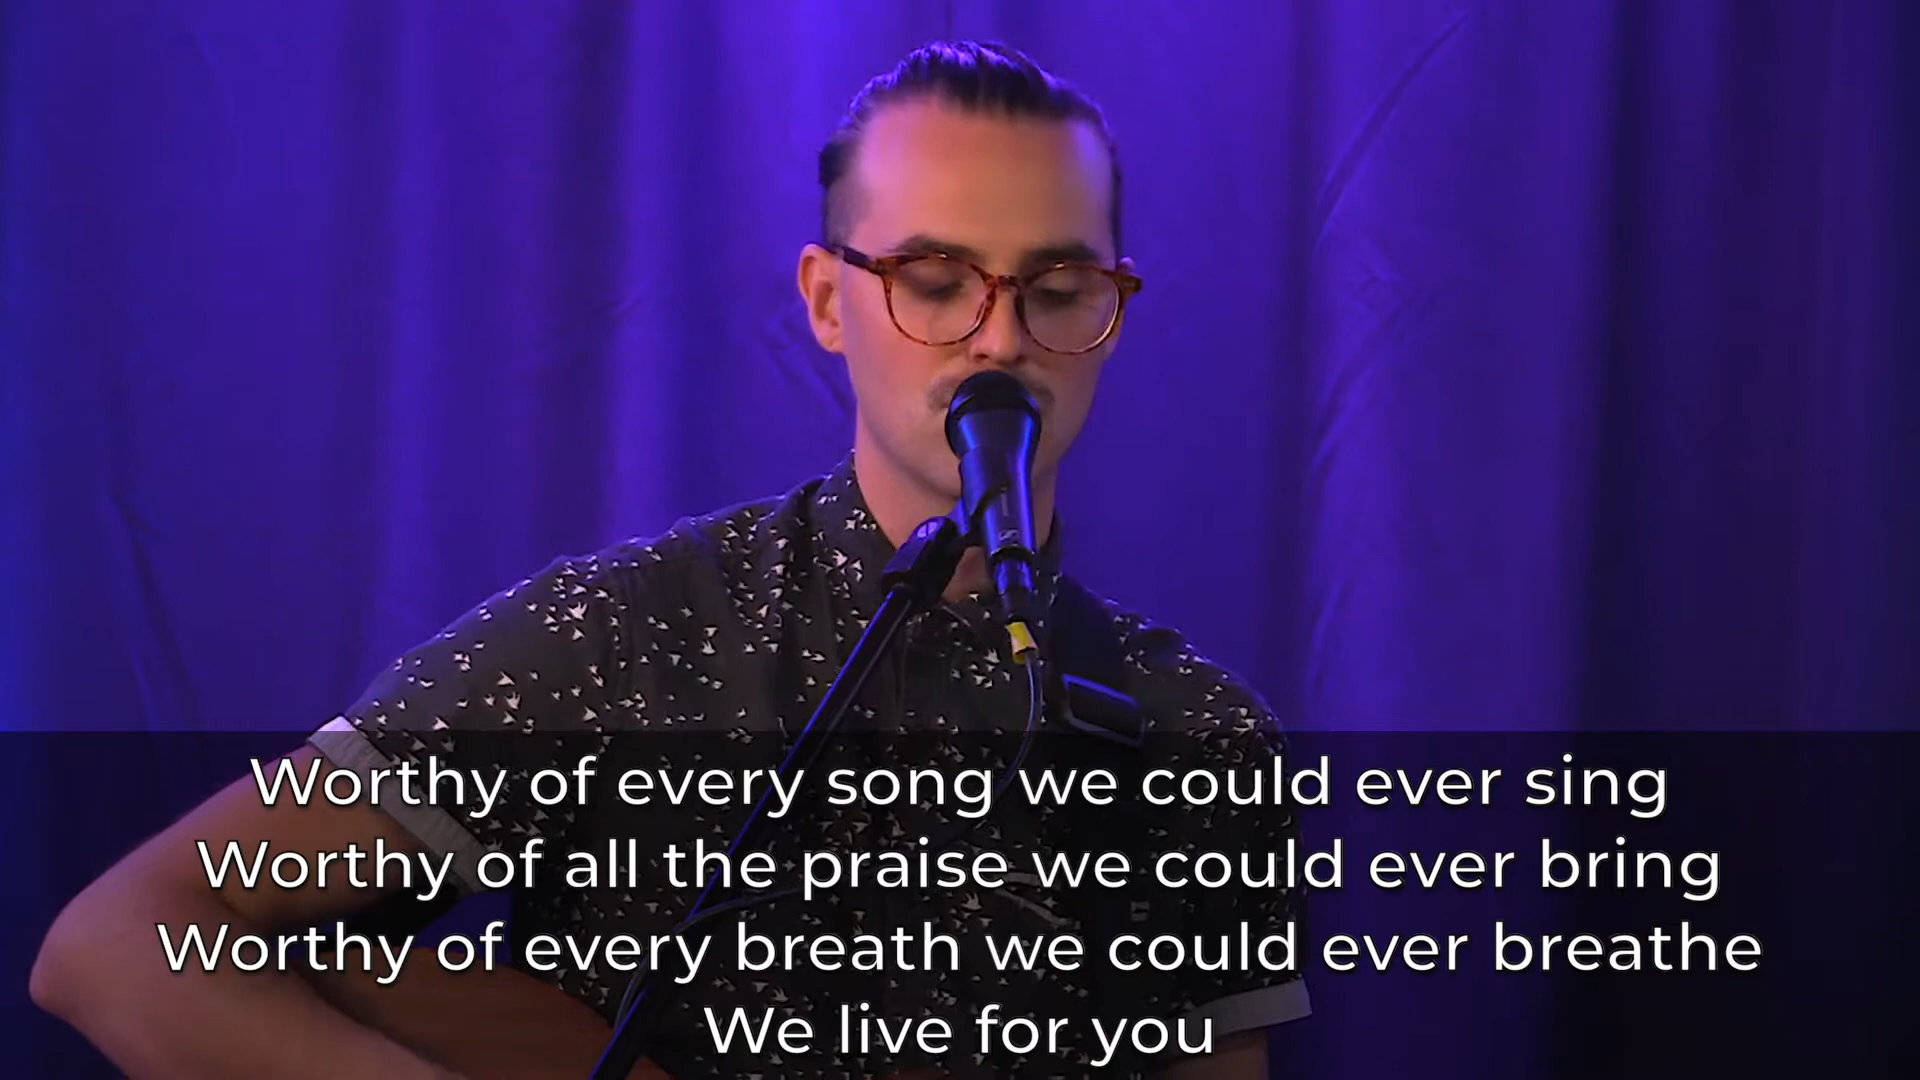 Worthy of every song we could ever sing
Worthy of all the praise we could ever bring
Worthy of every breath we could ever breathe
We live for you